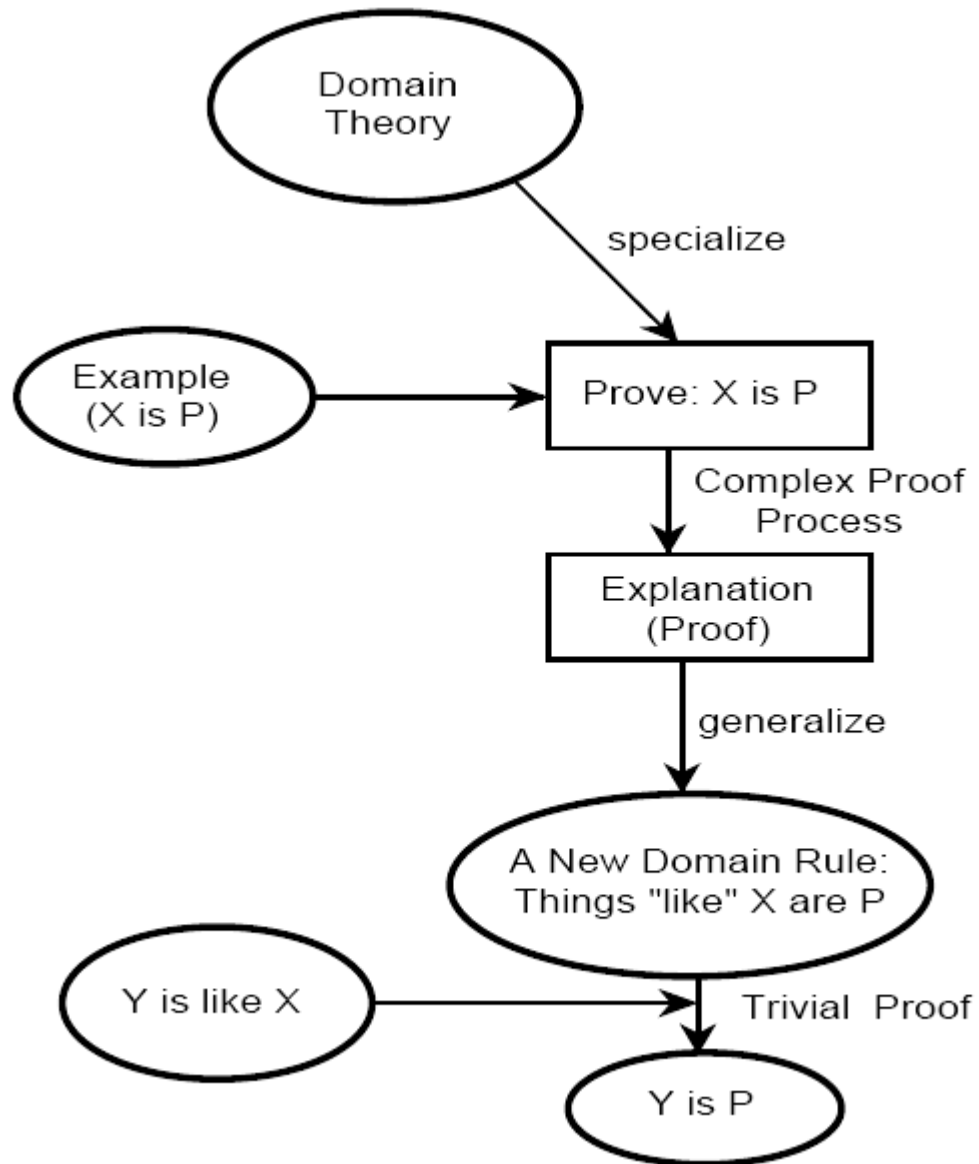 Domain
Theory
specialize
Example
(X is P)
Prove: X is P
Complex Proof
Process
Explanation
(Proof)
generalize
A New Domain Rule:
Things "like" X are P
Y is like X
Trivial Proof
Y is P